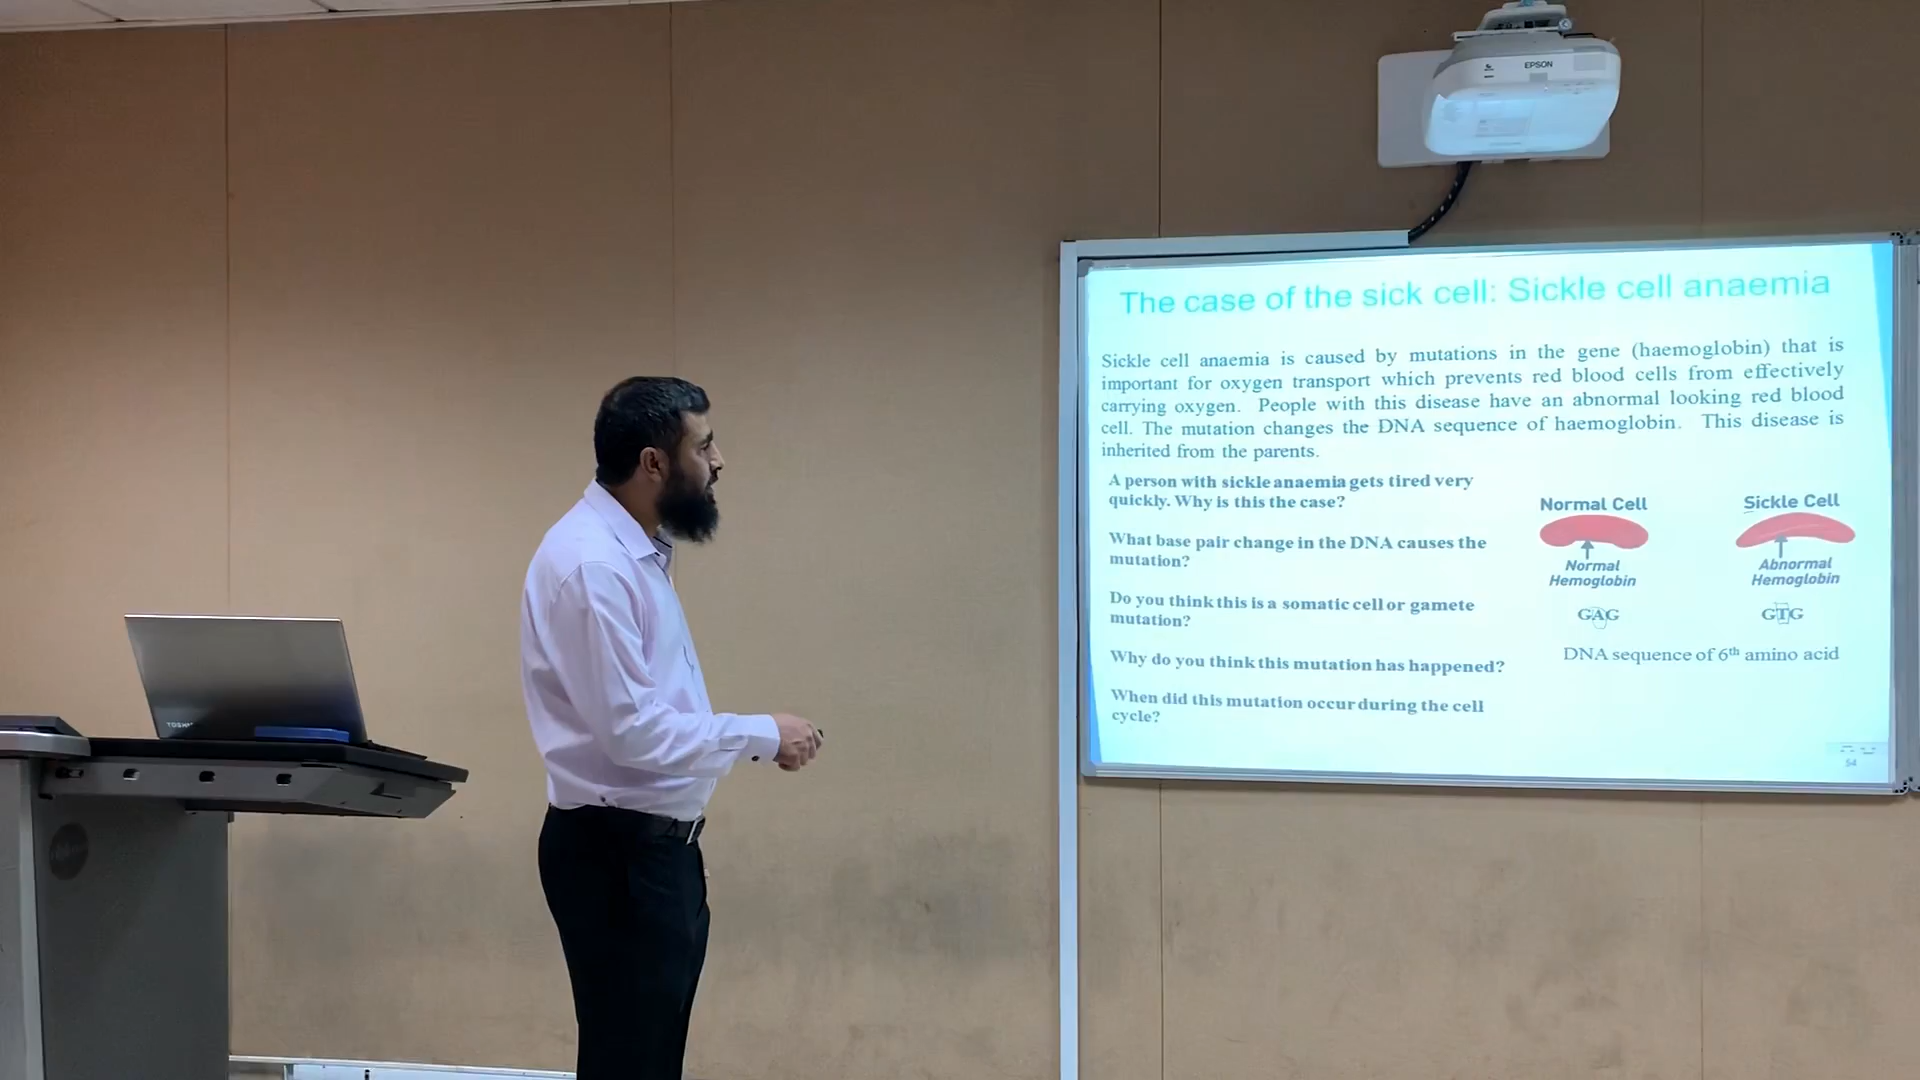 EPSON
The case of the sick cell: Sickle cell anaemia
Sickle cell anaemia is caused by mutations in the gene (haemoglobin) that is
important for oxygen transport which prevents red blood cells from effectively
carrying oxygen. People with this disease have an abnormal looking red blood
cell. The mutation changes the DNA sequence of haemoglobin. This disease is
inherited from the parents.
A person with sickle anaemia gets tired very
quickly. Why is this the case?
What base pair change in the DNA causes the
mutation?
Do you think this is a somatic cell or gamete
mutation?
Why do you think this mutation has happened?
When did this mutation occur during the cell
cycle?
Normal Cell
Normal
Hemoglobin
GAG
Sickle Cell
Abnormal
Hemoglobin
GTG
DNA sequence of 6th amino acid
54